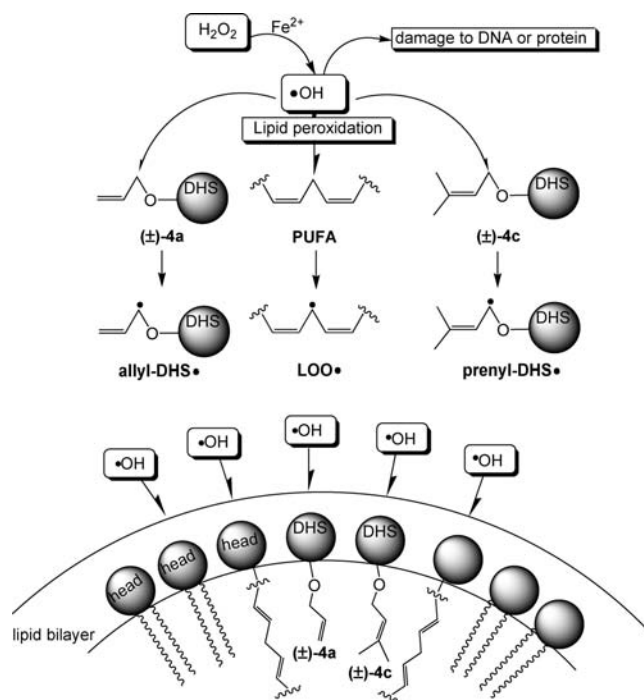 H₂O₂
Fe²⁺
damage to DNA or protein
•OH
Lipid peroxidation
O
DHS
O
DHS
(±)-4a
PUFA
(±)-4c
O
DHS
O
DHS
allyl-DHS•
LOO•
prenyl-DHS•
•OH
•OH
•OH
•OH
•OH
head
head
head
DHS
DHS
O
O
lipid bilayer
(±)-4a
(±)-4c